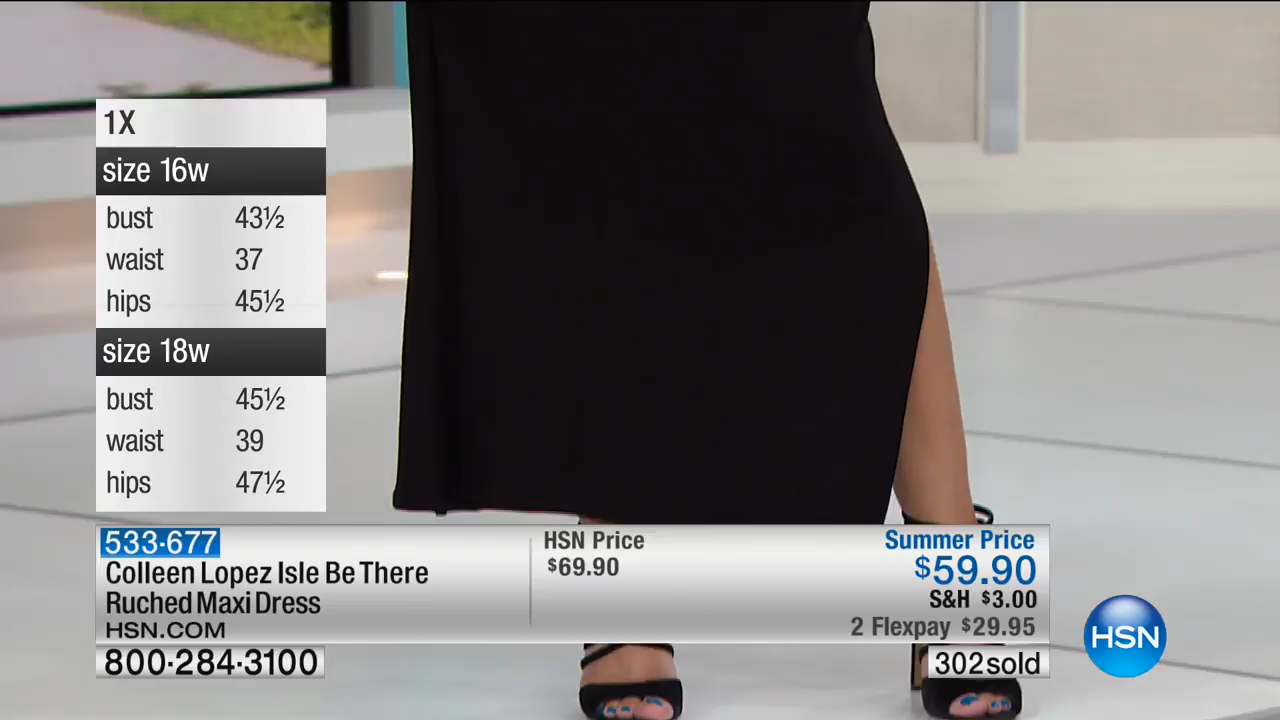 1X
size 16w
bust 43½
waist 37
hips 45½
size 18w
bust 45½
waist 39
hips 47½
533·677
Colleen Lopez Isle Be There
Ruched Maxi Dress
HSN.COM
800·284·3100
HSN Price
$69.90
Summer Price
$59.90
S&H $3.00
2 Flexpay $29.95
302 sold
HSN